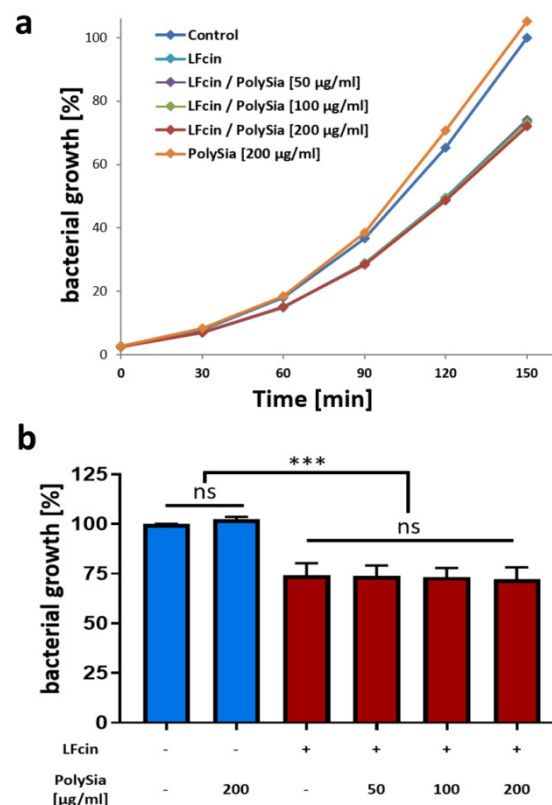 a
bacterial growth [%]
100
80
60
40
20
0
Control
LFcin
LFcin / PolySia [50 µg/ml]
LFcin / PolySia [100 µg/ml]
LFcin / PolySia [200 µg/ml]
PolySia [200 µg/ml]
0 30 60 90 120 150
Time [min]
b
bacterial growth [%]
125
100
75
50
25
0
***
ns
ns
LFcin - - + + + +
PolySia - 200 - 50 100 200
[µg/ml]